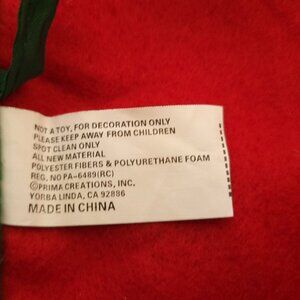 NOT A TOY, FOR DECORATION ONLY
PLEASE KEEP AWAY FROM CHILDREN
SPOT CLEAN ONLY
ALL NEW MATERIAL
POLYESTER FIBERS & POLYURETHANE FOAM
REG. NO PA-6489(RC)
©PRIMA CREATIONS, INC.
YORBA LINDA, CA 92886
MADE IN CHINA